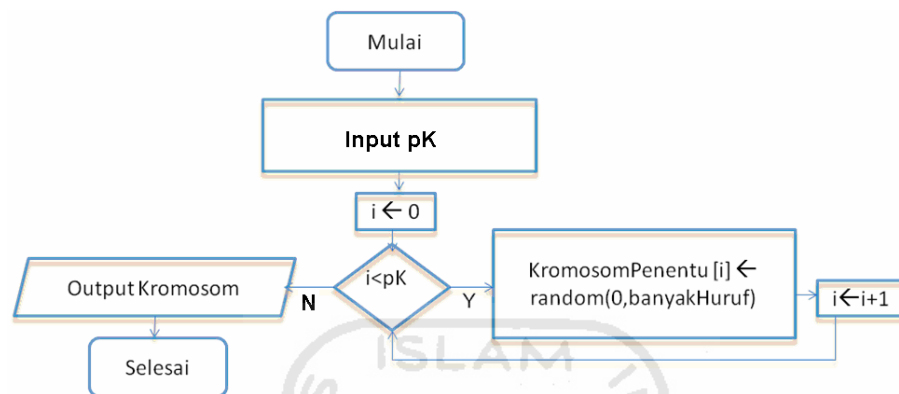 Mulai
Input pK
i ← 0
i<pK
N
Y
Output Kromosom
KromosomPenentu [i] ←
random(0,banyakHuruf)
i←i+1
Selesai
ISLAM